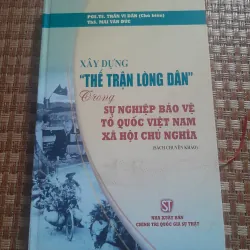 PGS.TS. TRẦN VI DÂN (Chủ biên)
ThS. MAI VĂN ĐỨC
XÂY DỰNG
"THẾ TRẬN LÒNG DÂN"
Trong
SỰ NGHIỆP BẢO VỆ
TỔ QUỐC VIỆT NAM
XÃ HỘI CHỦ NGHĨA
(SÁCH CHUYÊN KHẢO)
NHÀ XUẤT BẢN
CHÍNH TRỊ QUỐC GIA SỰ THẬT